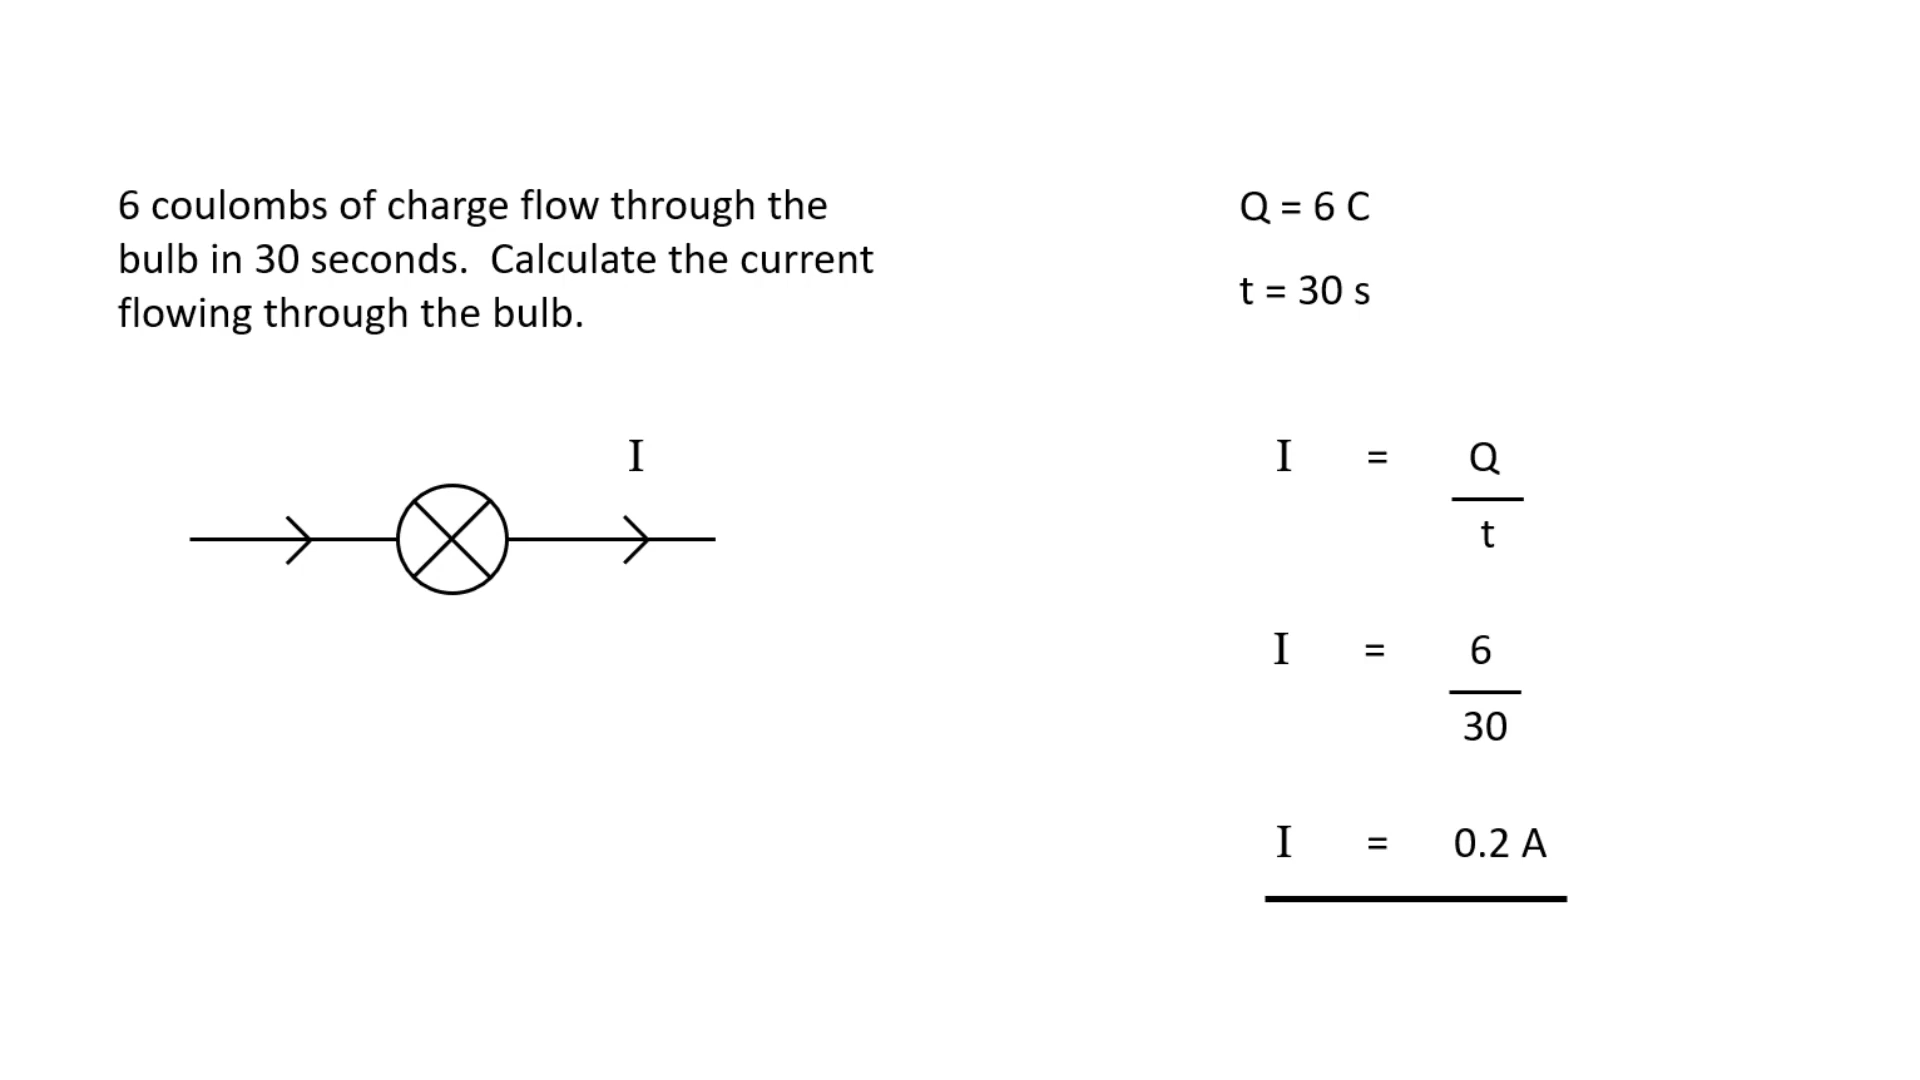 6 coulombs of charge flow through the
bulb in 30 seconds.  Calculate the current
flowing through the bulb.
I
Q = 6 C
t = 30 s
I = Q
t
I = 6
30
I = 0.2 A